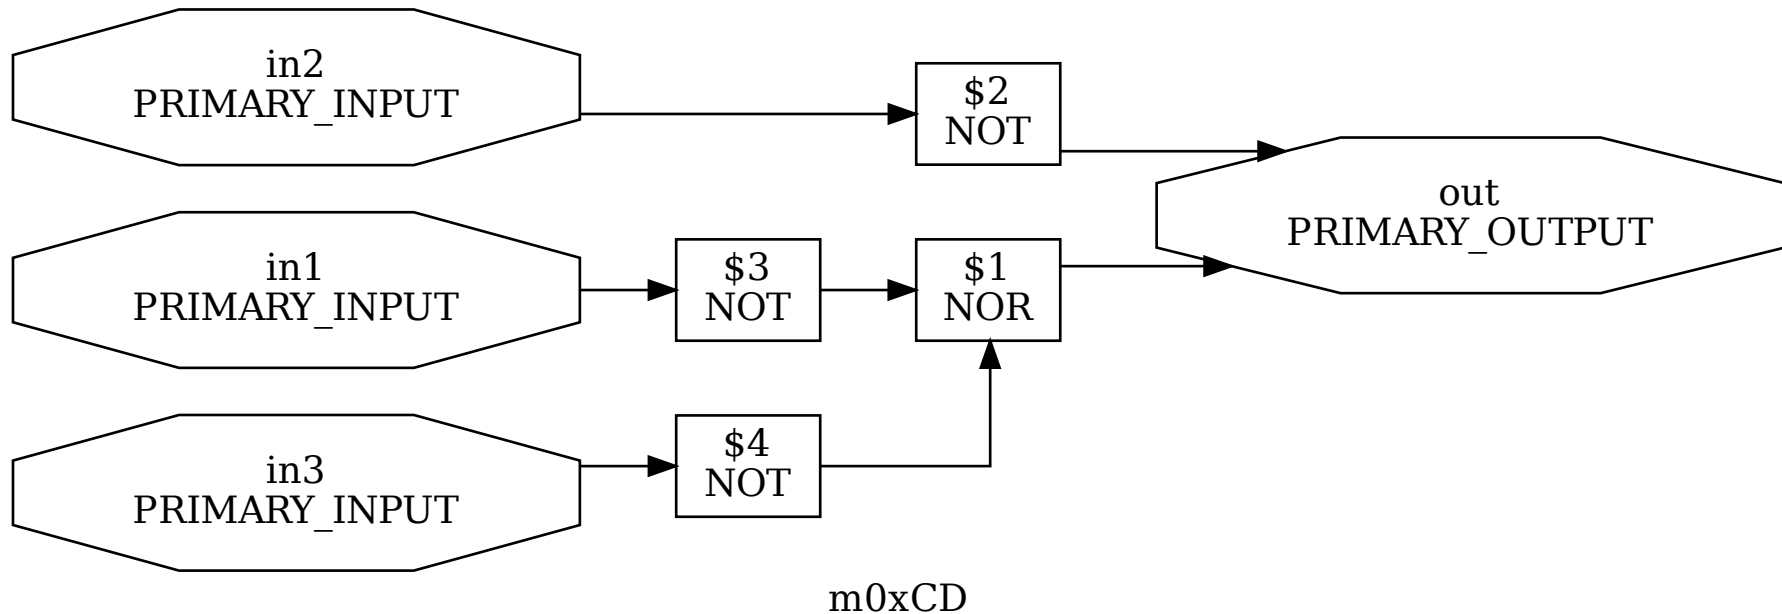 in2
PRIMARY_INPUT
$2
NOT
out
PRIMARY_OUTPUT
in1
PRIMARY_INPUT
$3
NOT
$1
NOR
in3
PRIMARY_INPUT
$4
NOT
m0xCD